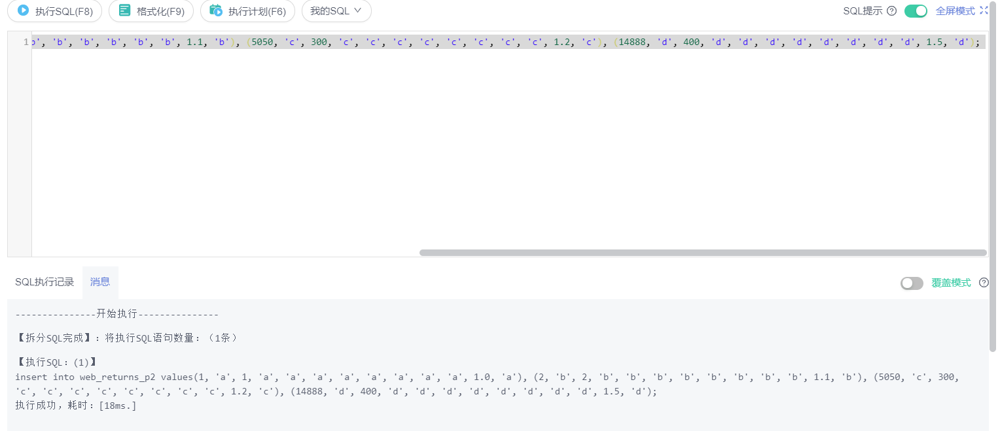 执行SQL(F8) 格式化(F9) 执行计划(F6) 我的SQL SQL提示 全屏模式
1 b', 'b', 'b', 'b', 'b', 'b', 1.1, 'b'), (5050, 'c', 300, 'c', 'c', 'c', 'c', 'c', 'c', 'c', 'c', 1.2, 'c'), (14888, 'd', 400, 'd', 'd', 'd', 'd', 'd', 'd', 'd', 'd', 1.5, 'd');
SQL执行记录 消息 覆盖模式
---------------开始执行---------------
【拆分SQL完成】：将执行SQL语句数量：（1条）
【执行SQL：(1)】
insert into web_returns_p2 values(1, 'a', 1, 'a', 'a', 'a', 'a', 'a', 'a', 'a', 'a', 1.0, 'a'), (2, 'b', 2, 'b', 'b', 'b', 'b', 'b', 'b', 'b', 'b', 1.1, 'b'), (5050, 'c', 300,
'c', 'c', 'c', 'c', 'c', 'c', 'c', 'c', 1.2, 'c'), (14888, 'd', 400, 'd', 'd', 'd', 'd', 'd', 'd', 'd', 'd', 1.5, 'd');
执行成功，耗时：[18ms.]